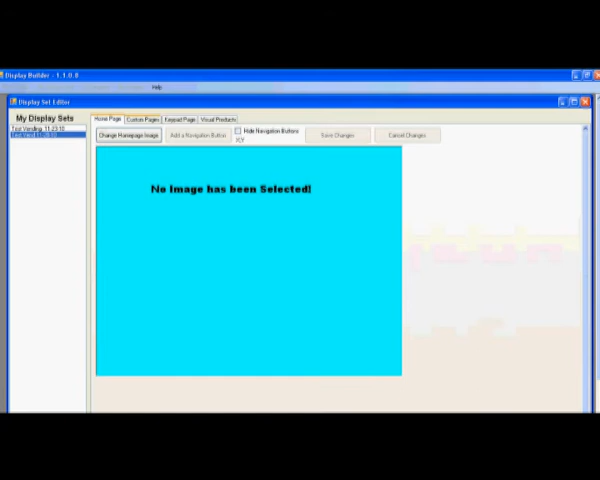 Display Builder - 1.1.0.8
Help
Display Set Editor
My Display Sets
Test Vending 11-23-10
Home Page
Custom Pages
Keypad Page
Visual Products
Change Homepage Image
Add a Navigation Button
Hide Navigation Buttons
X,Y
Save Changes
Cancel Changes
No Image has been Selected!